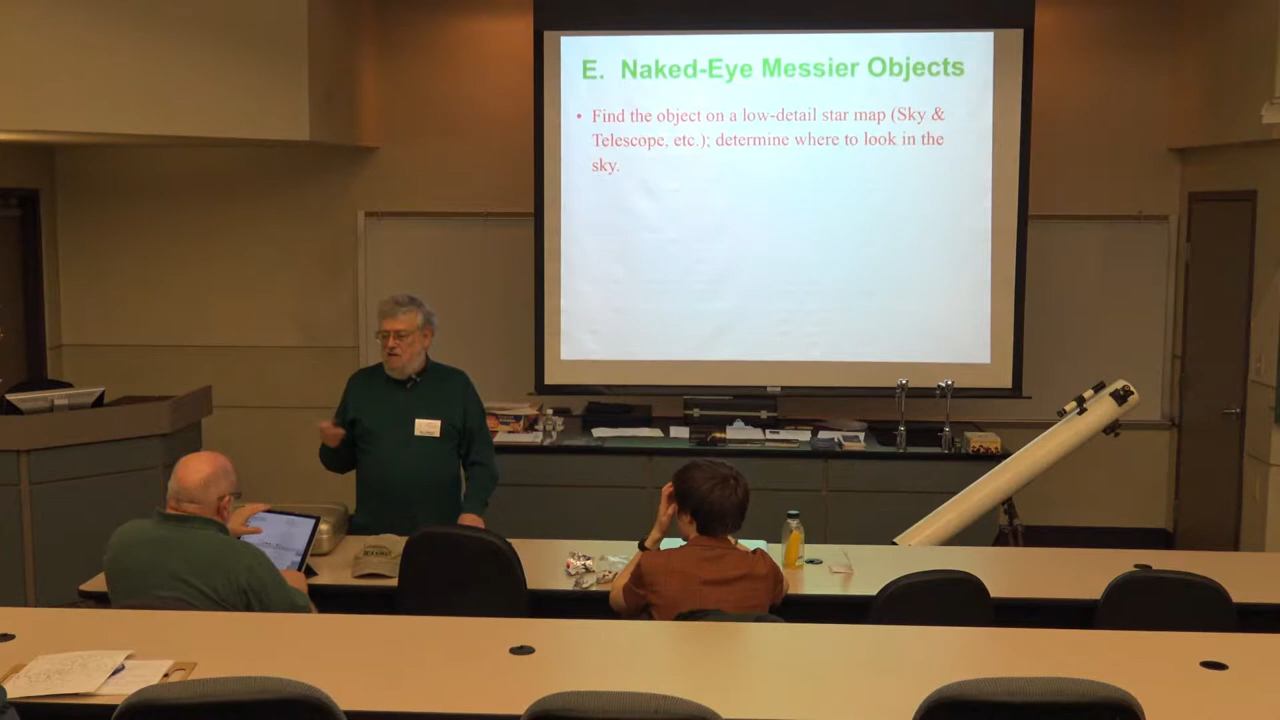 E. Naked-Eye Messier Objects
• Find the object on a low-detail star map (Sky &
Telescope, etc.); determine where to look in the
sky.